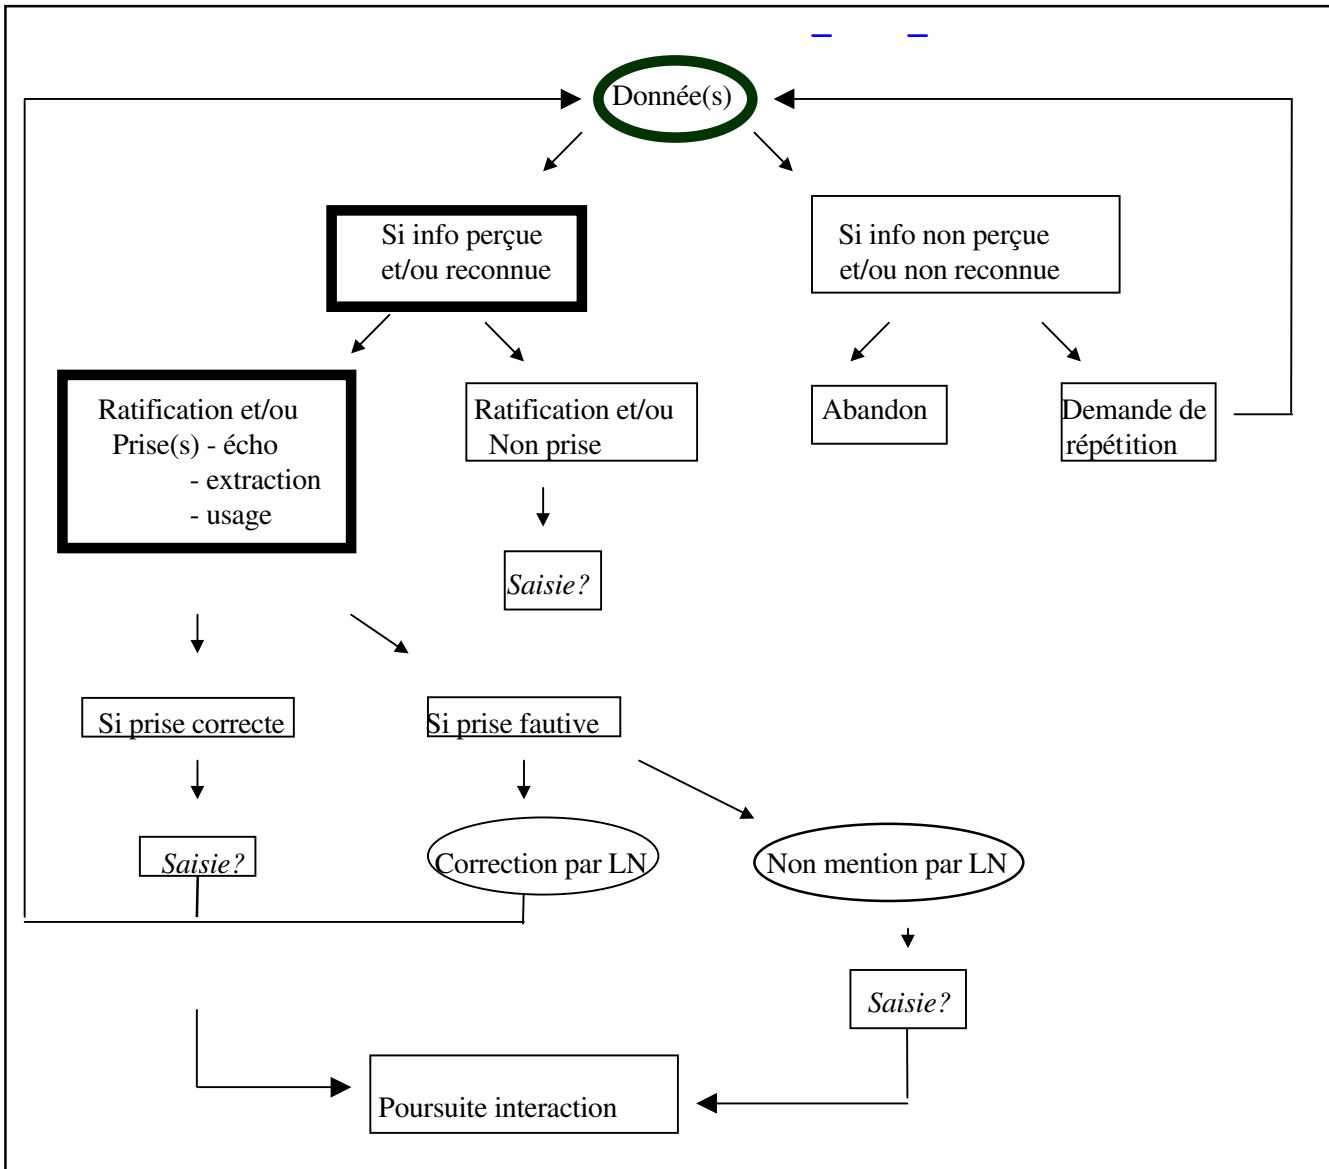 Donnée(s)
Si info perçue
et/ou reconnue
Si info non perçue
et/ou non reconnue
Ratification et/ou
Prise(s) - écho
- extraction
- usage
Ratification et/ou
Non prise
Abandon
Demande de
répétition
Saisie?
Si prise correcte
Si prise fautive
Saisie?
Correction par LN
Non mention par LN
Saisie?
Poursuite interaction